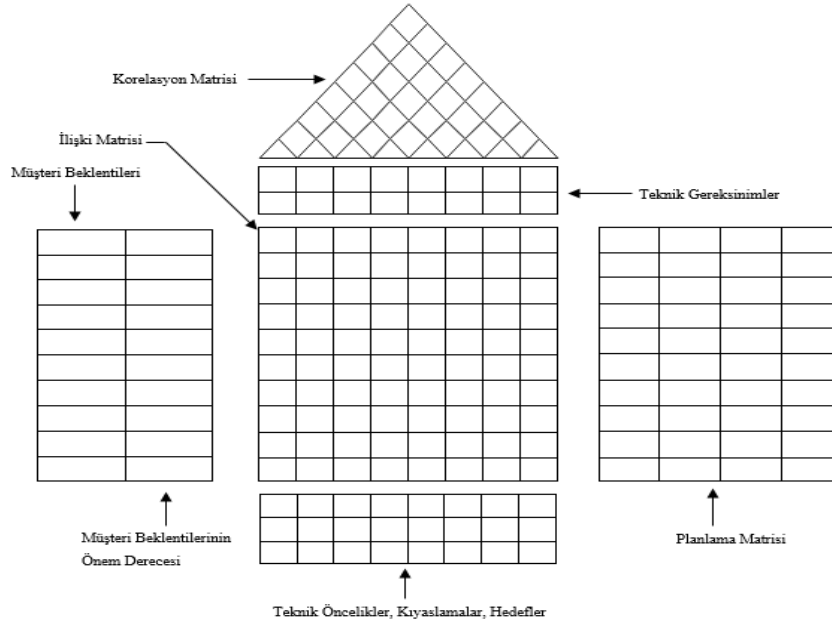 Korelasyon Matrisi
İlişki Matrisi
Müşteri Beklentileri
Teknik Gereksinimler
Müşteri Beklentilerinin
Önem Derecesi
Planlama Matrisi
Teknik Öncelikler, Kıyaslamalar, Hedefler